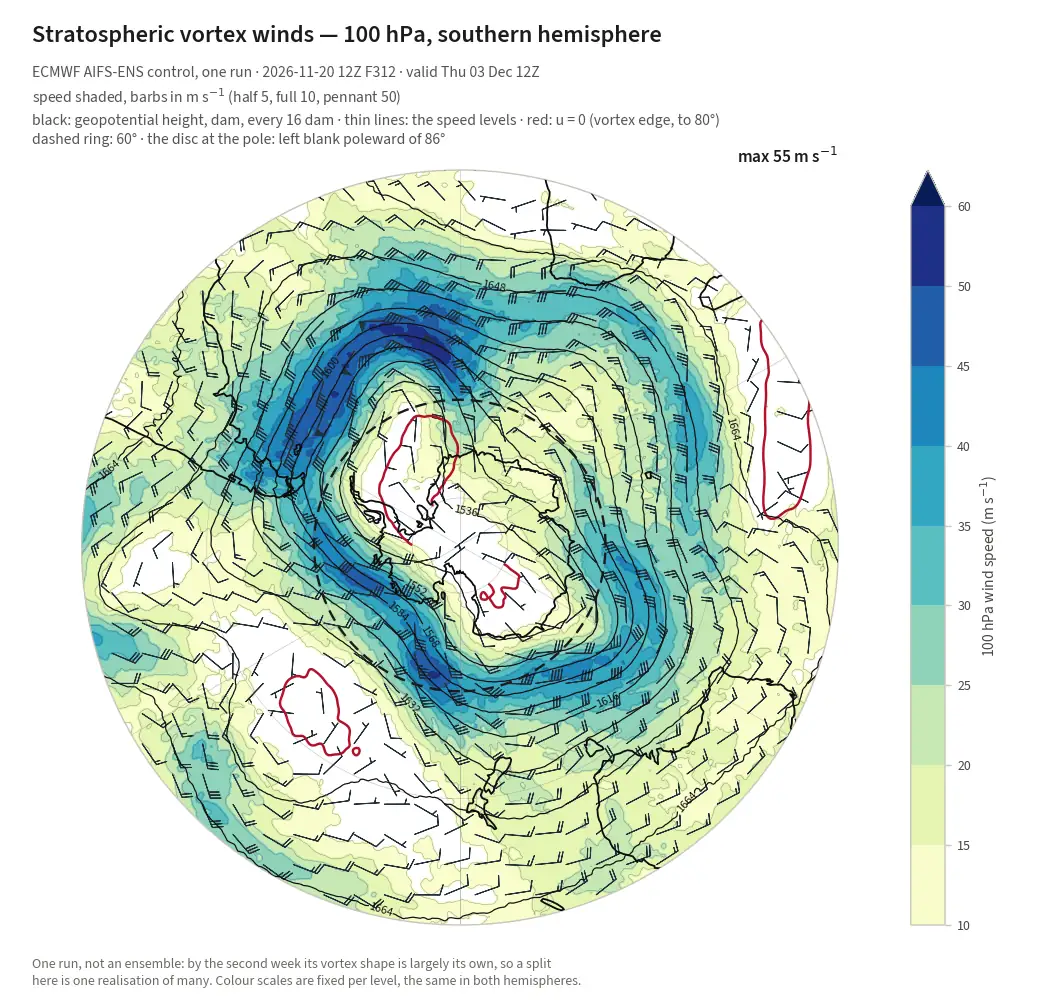 Stratospheric vortex winds — 100 hPa, southern hemisphere
ECMWF AIFS-ENS control, one run · 2026-11-20 12Z F312 · valid Thu 03 Dec 12Z
speed shaded, barbs in m s⁻¹ (half 5, full 10, pennant 50)
black: geopotential height, dam, every 16 dam · thin lines: the speed levels · red: u = 0 (vortex edge, to 80°)
dashed ring: 60° · the disc at the pole: left blank poleward of 86°
max 55 m s⁻¹
60
50
45
40
35
30
25
20
15
10
100 hPa wind speed (m s⁻¹)
1648
1600
1664
1664
1536
1552
1584
1568
1632
1616
1664
1664
One run, not an ensemble: by the second week its vortex shape is largely its own, so a split
here is one realisation of many. Colour scales are fixed per level, the same in both hemispheres.